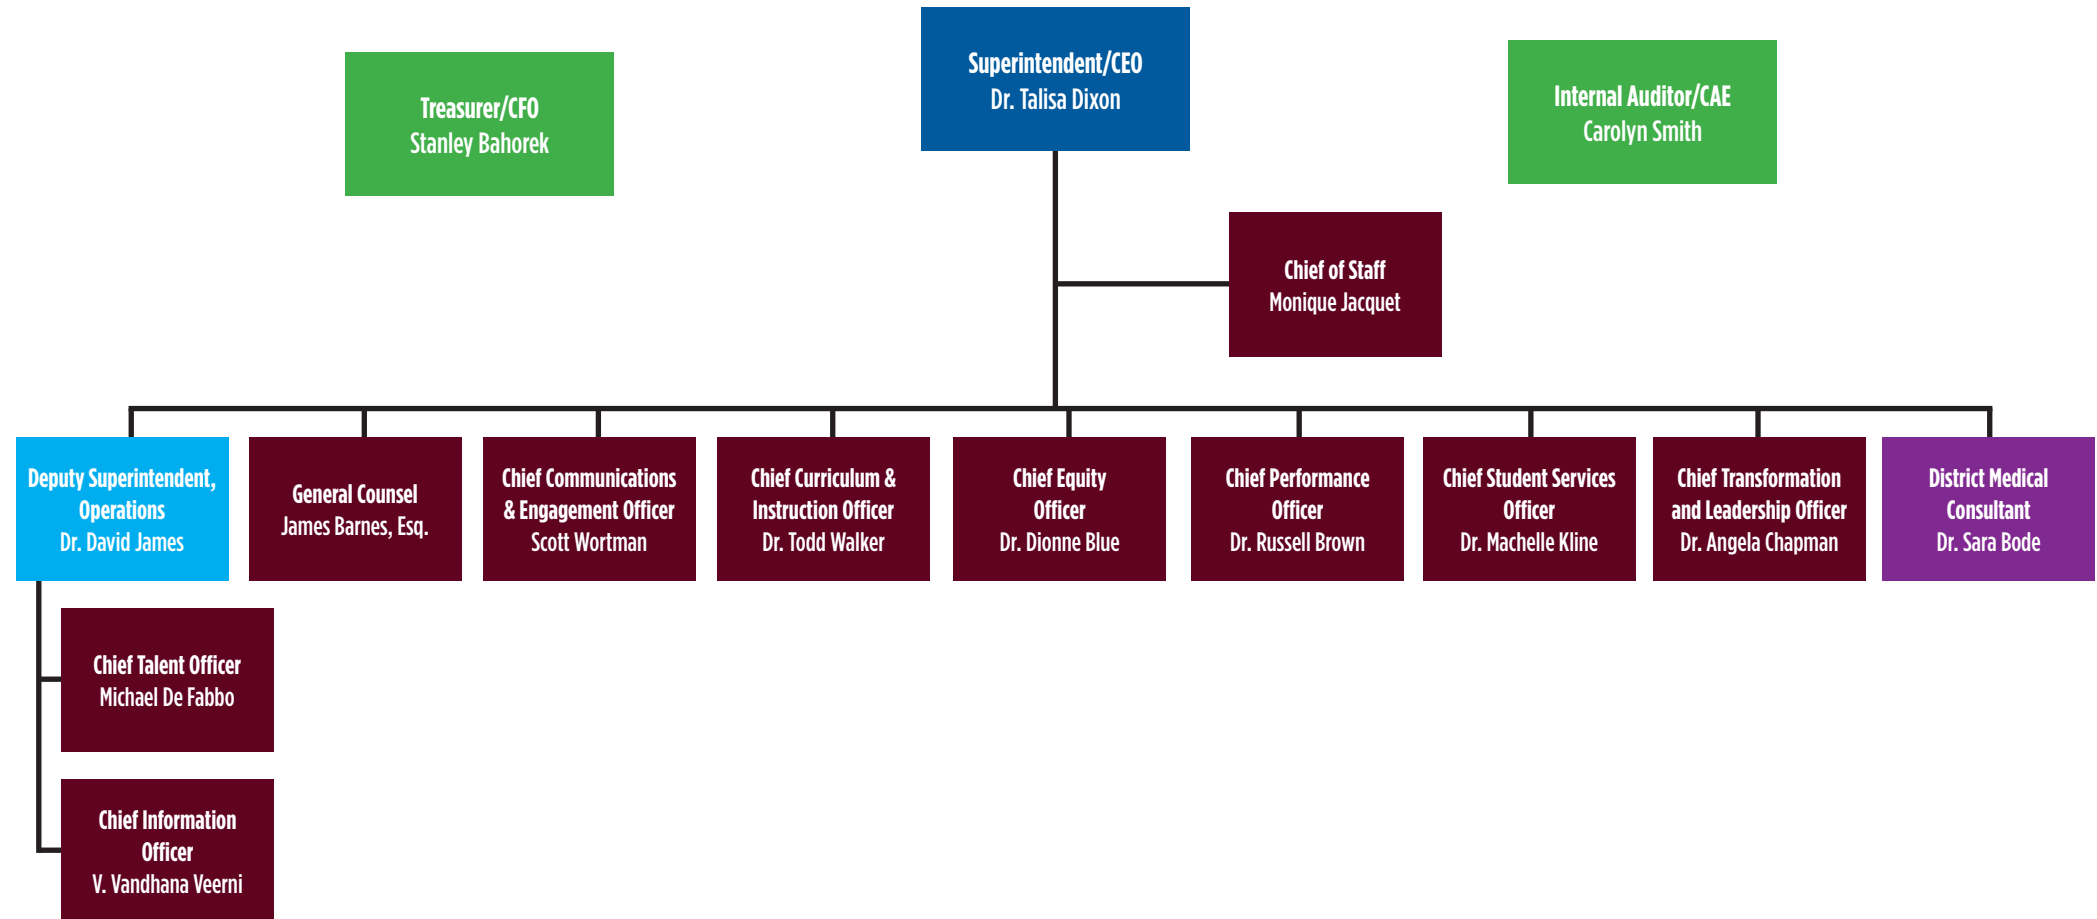 Superintendent/CEO
Dr. Talisa Dixon
Treasurer/CFO
Stanley Bahorek
Internal Auditor/CAE
Carolyn Smith
Chief of Staff
Monique Jacquet
Deputy Superintendent,
Operations
Dr. David James
General Counsel
James Barnes, Esq.
Chief Communications
& Engagement Officer
Scott Wortman
Chief Curriculum &
Instruction Officer
Dr. Todd Walker
Chief Equity
Officer
Dr. Dionne Blue
Chief Performance
Officer
Dr. Russell Brown
Chief Student Services
Officer
Dr. Machelle Kline
Chief Transformation
and Leadership Officer
Dr. Angela Chapman
District Medical
Consultant
Dr. Sara Bode
Chief Talent Officer
Michael De Fabbo
Chief Information
Officer
V. Vandhana Veerni